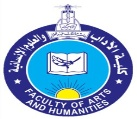 كلية الآداب والعلوم الإنسانية
FACULTY OF ARTS
AND HUMANITIES